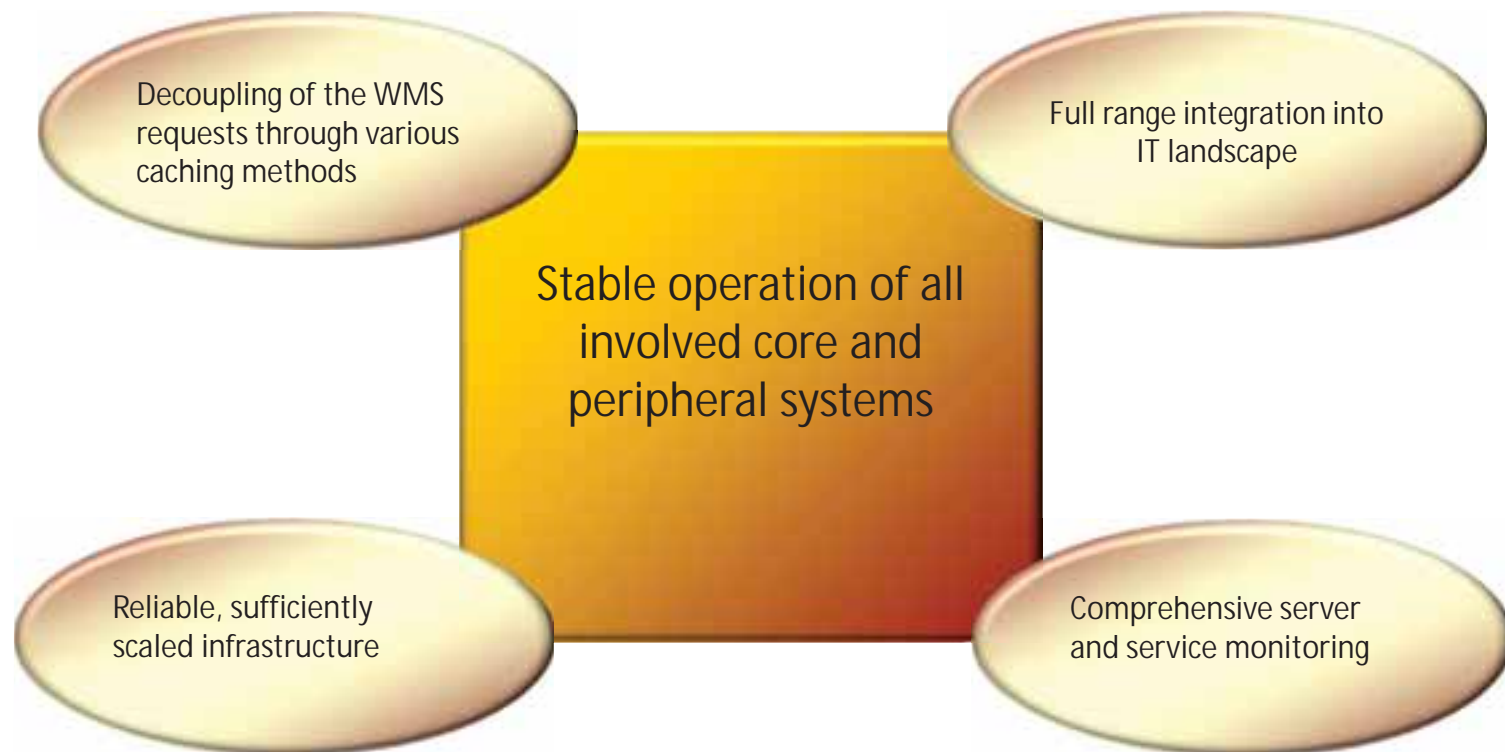 Decoupling of the WMS
requests through various
caching methods
Full range integration into
IT landscape
Stable operation of all
involved core and
peripheral systems
Reliable, sufficiently
scaled infrastructure
Comprehensive server
and service monitoring